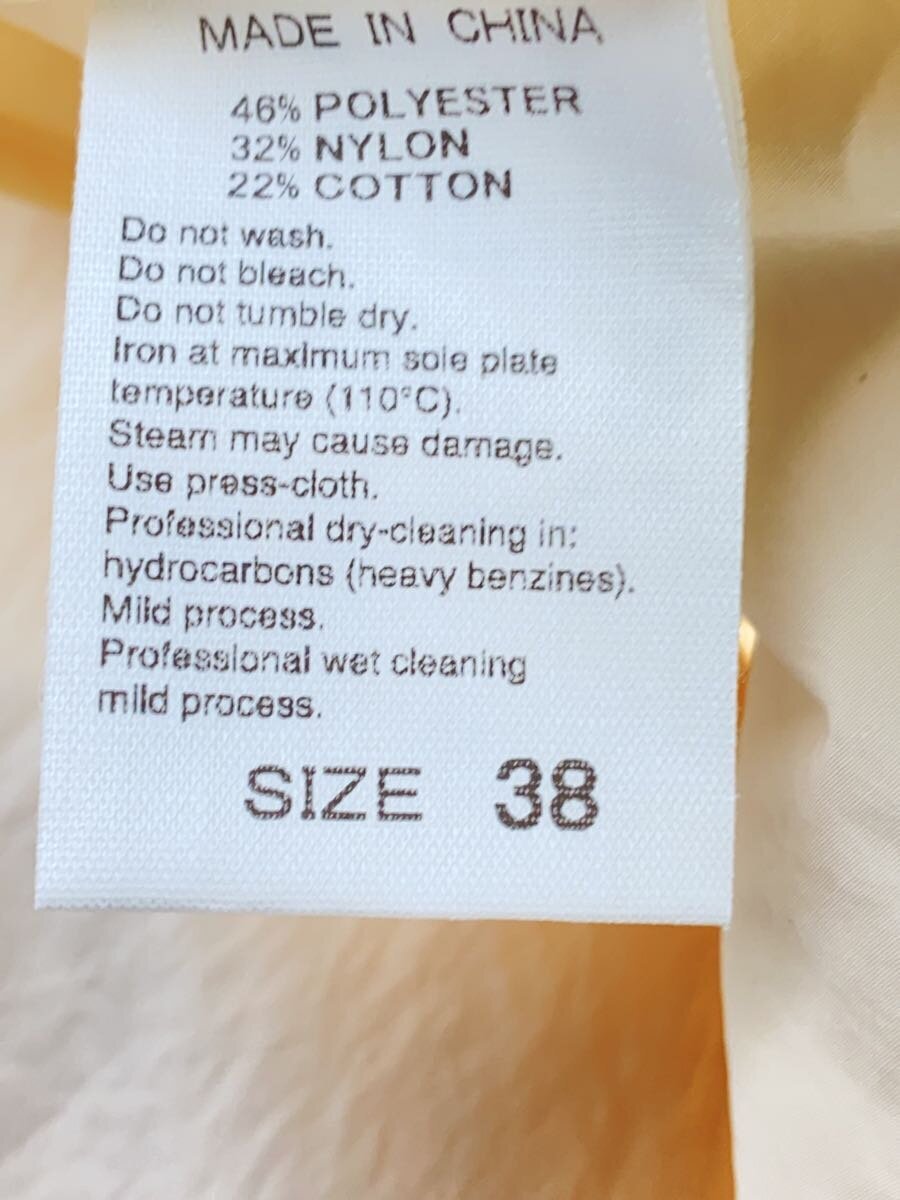 MADE IN CHINA
46% POLYESTER
32% NYLON
22% COTTON
Do not wash.
Do not bleach.
Do not tumble dry.
Iron at maximum sole plate
temperature (110°C).
Steam may cause damage.
Use press-cloth.
Professional dry-cleaning in:
hydrocarbons (heavy benzines).
Mild process.
Professional wet cleaning
mild process.
SIZE 38